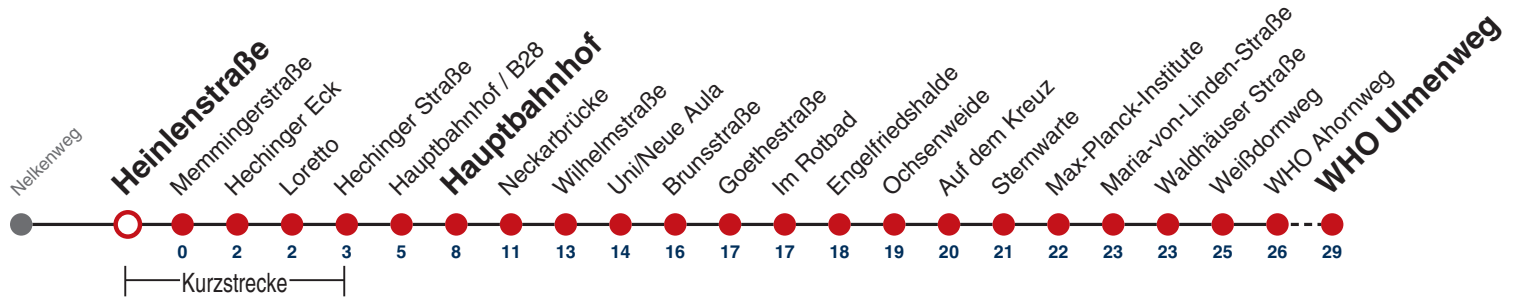 Nelkenweg
Heinlenstraße
Memmingerstraße
Hechinger Eck
Loretto
Hechinger Straße
Hauptbahnhof / B28
Hauptbahnhof
Neckarbrücke
Wilhelmstraße
Uni/Neue Aula
Brunsstraße
Goethestraße
Im Rotbad
Engelfriedshalde
Ochsenweide
Auf dem Kreuz
Sternwarte
Max-Planck-Institute
Maria-von-Linden-Straße
Waldhäuser Straße
Weißdornweg
WHO Ahornweg
WHO Ulmenweg
0 2 2 3 5 8 11 13 14 16 17 17 18 19 20 21 22 23 23 25 26 29
Kurzstrecke